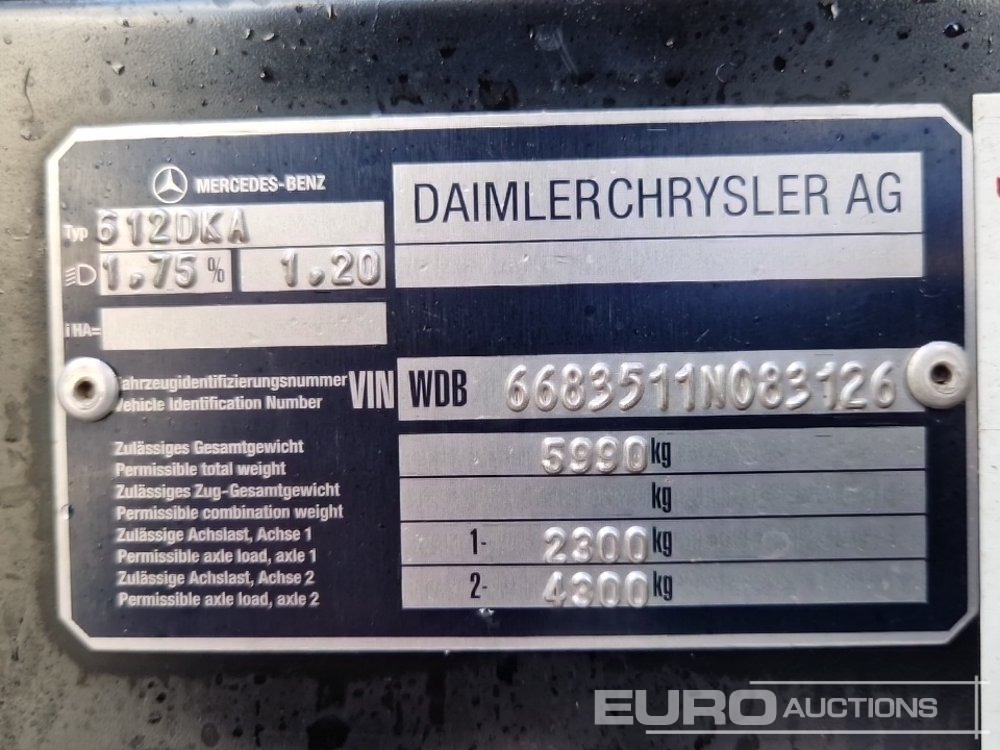 MERCEDES-BENZ
DAIMLERCHRYSLER AG
Typ 612DKA
1,75% 1.20
iHA=
Fahrzeugidentifizierungsnummer
Vehicle Identification Number
VIN WDB 6683511N083126
Zulässiges Gesamtgewicht
Permissible total weight
5990 kg
Zulässiges Zug-Gesamtgewicht
Permissible combination weight
kg
Zulässige Achslast, Achse 1
Permissible axle load, axle 1
1- 2300 kg
Zulässige Achslast, Achse 2
Permissible axle load, axle 2
2- 4300 kg
EURO AUCTIONS